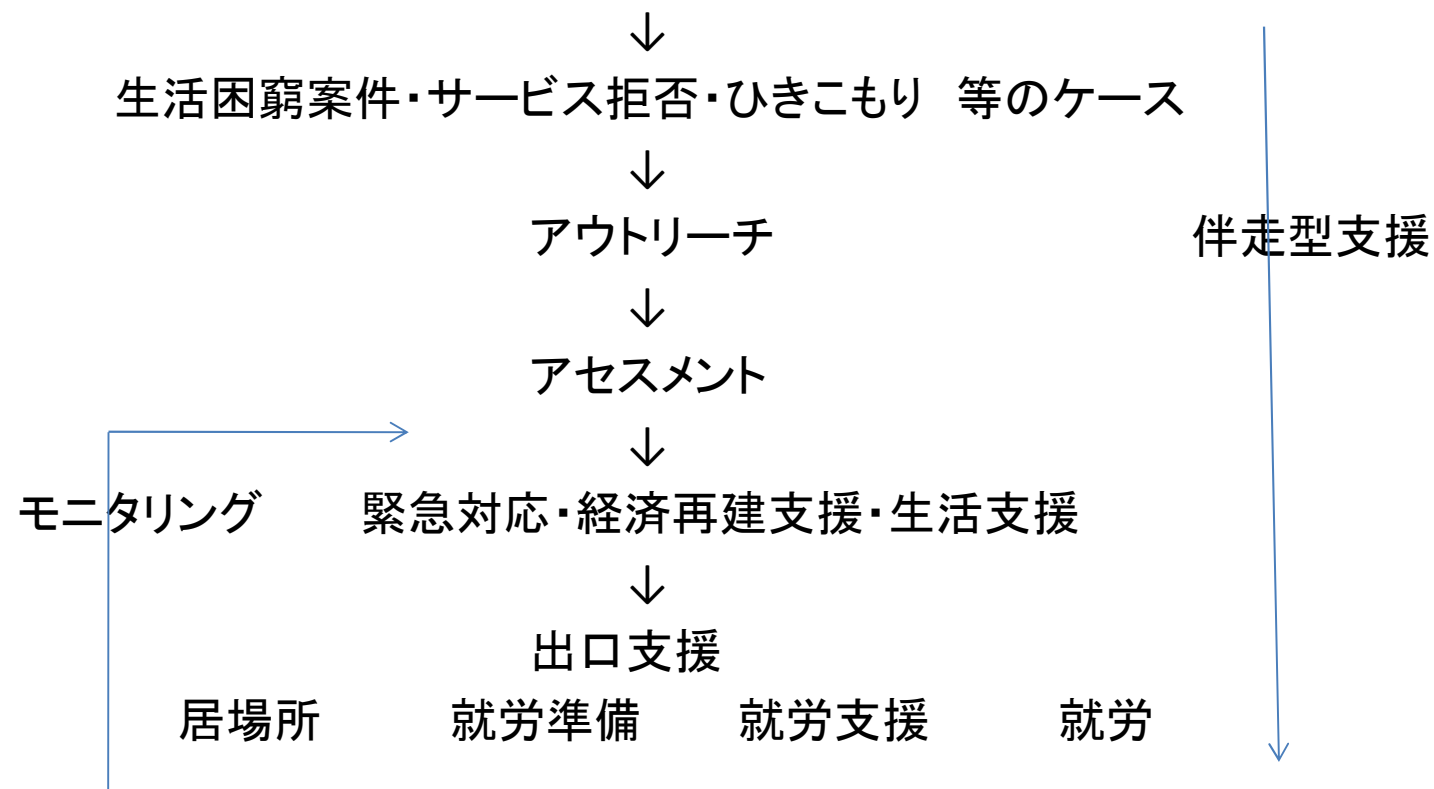 ↓
生活困窮案件・サービス拒否・ひきこもり　等のケース
↓
アウトリーチ　伴走型支援
↓
アセスメント
↓
モニタリング　緊急対応・経済再建支援・生活支援
↓
出口支援
居場所　就労準備　就労支援　就労